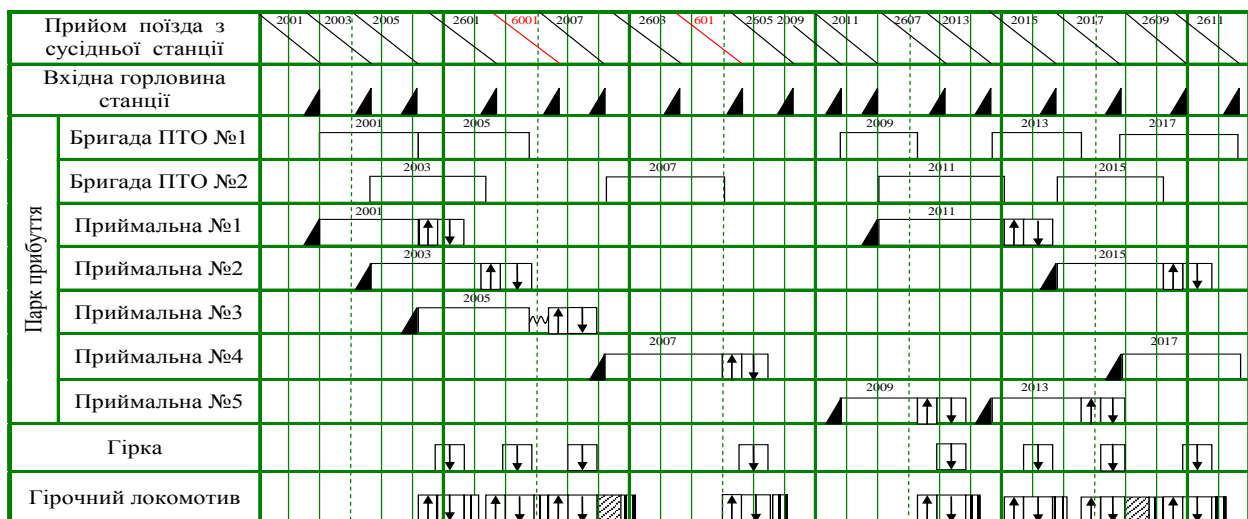 Прийом поїзда з
сусідньої станції
2001 2003 2005 2601 6001 2007 2603 601 2605 2009 2011 2607 2013 2015 2017 2609 2611
Вхідна горловина
станції
Парк прибуття
Бригада ПТО №1
2001 2005 2009 2013 2017
Бригада ПТО №2
2003 2007 2011 2015
Приймальна №1
2001 2011
Приймальна №2
2003 2015
Приймальна №3
2005
Приймальна №4
2007 2017
Приймальна №5
2009 2013
Гірка
Гірочний локомотив